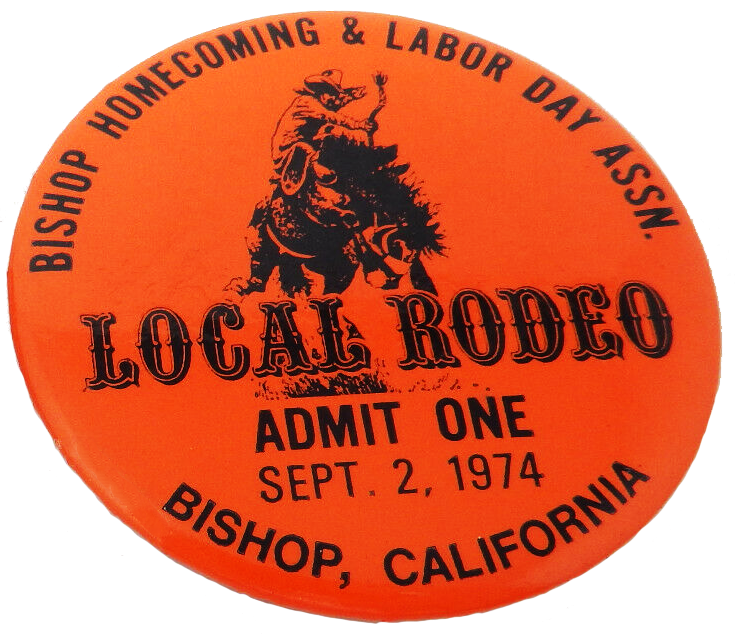 BISHOP HOMECOMING & LABOR DAY ASSN.
LOCAL RODEO
ADMIT ONE
SEPT. 2, 1974
BISHOP, CALIFORNIA